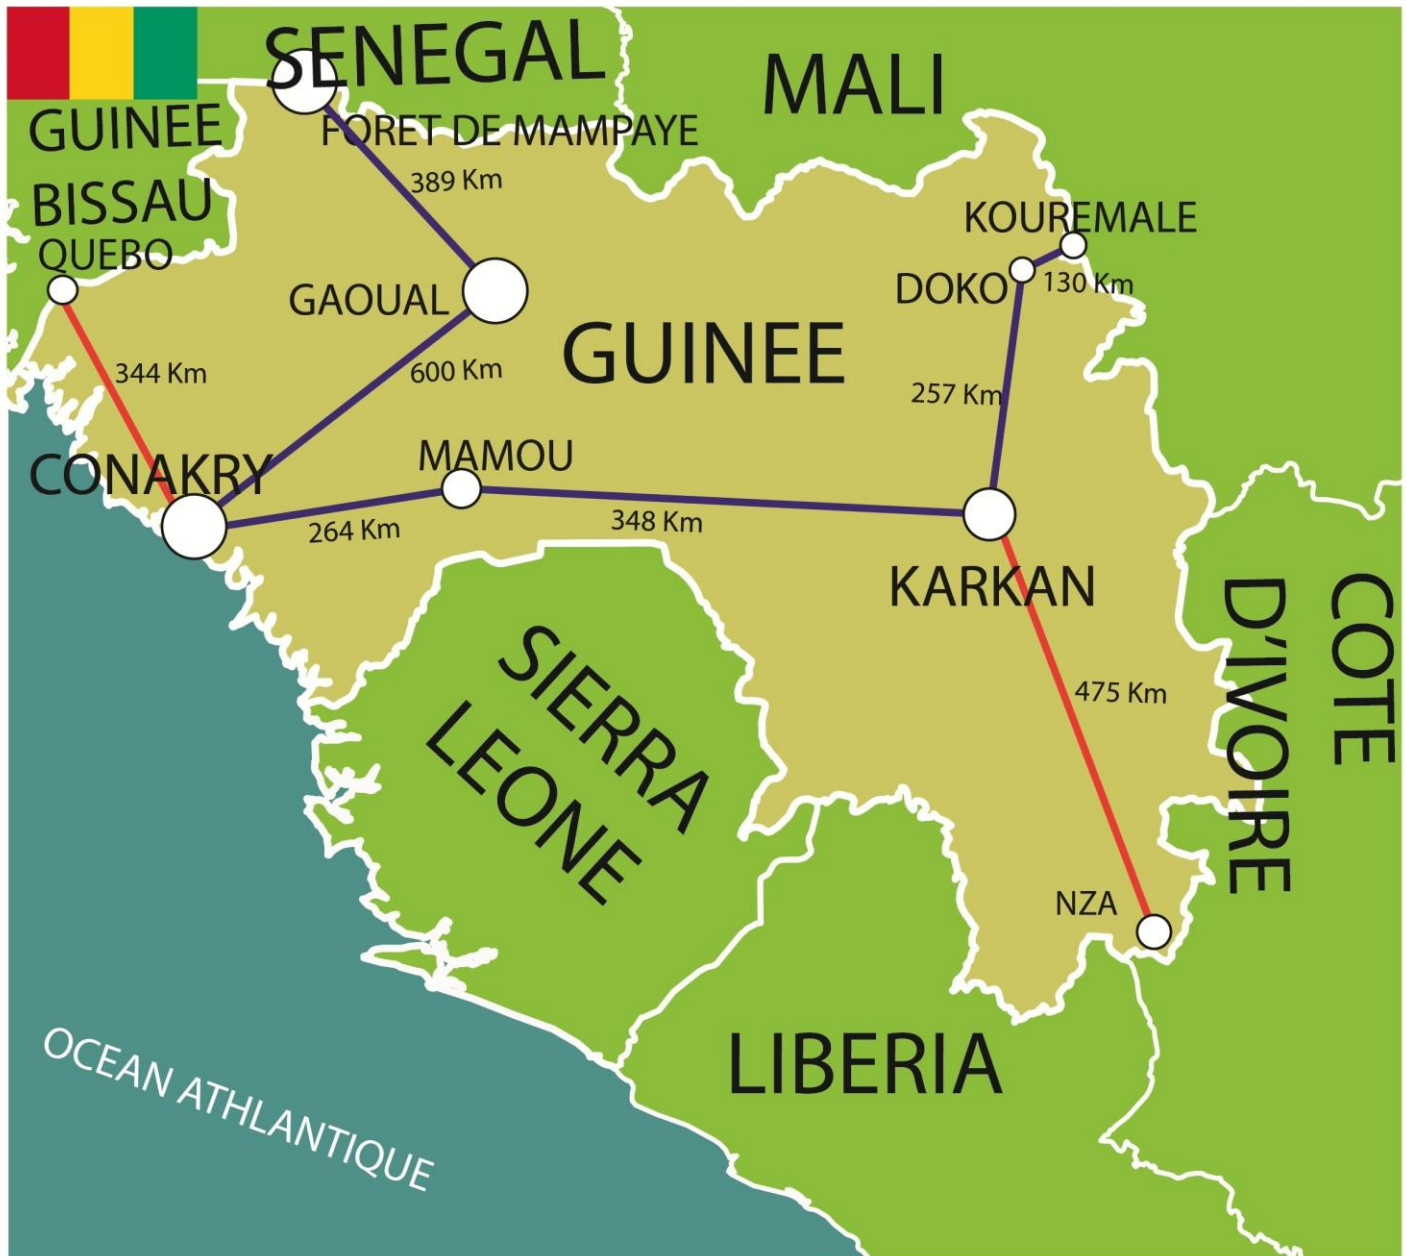 SENEGAL
MALI
GUINEE
BISSAU
FORET DE MAMPAYE
389 Km
QUEBO
KOUREMALE
DOKO
130 Km
GAOUAL
GUINEE
344 Km
600 Km
257 Km
CONAKRY
MAMOU
264 Km
348 Km
KARKAN
COTE
D'IVOIRE
SIERRA
LEONE
475 Km
NZA
LIBERIA
OCEAN ATHLANTIQUE